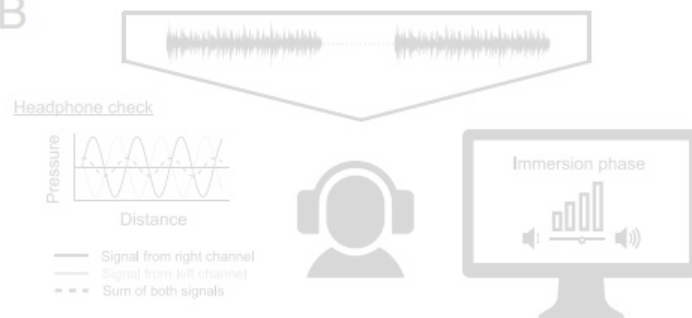 B
Headphone check
Pressure
Distance
Signal from right channel
Signal from left channel
Sum of both signals
Immersion phase